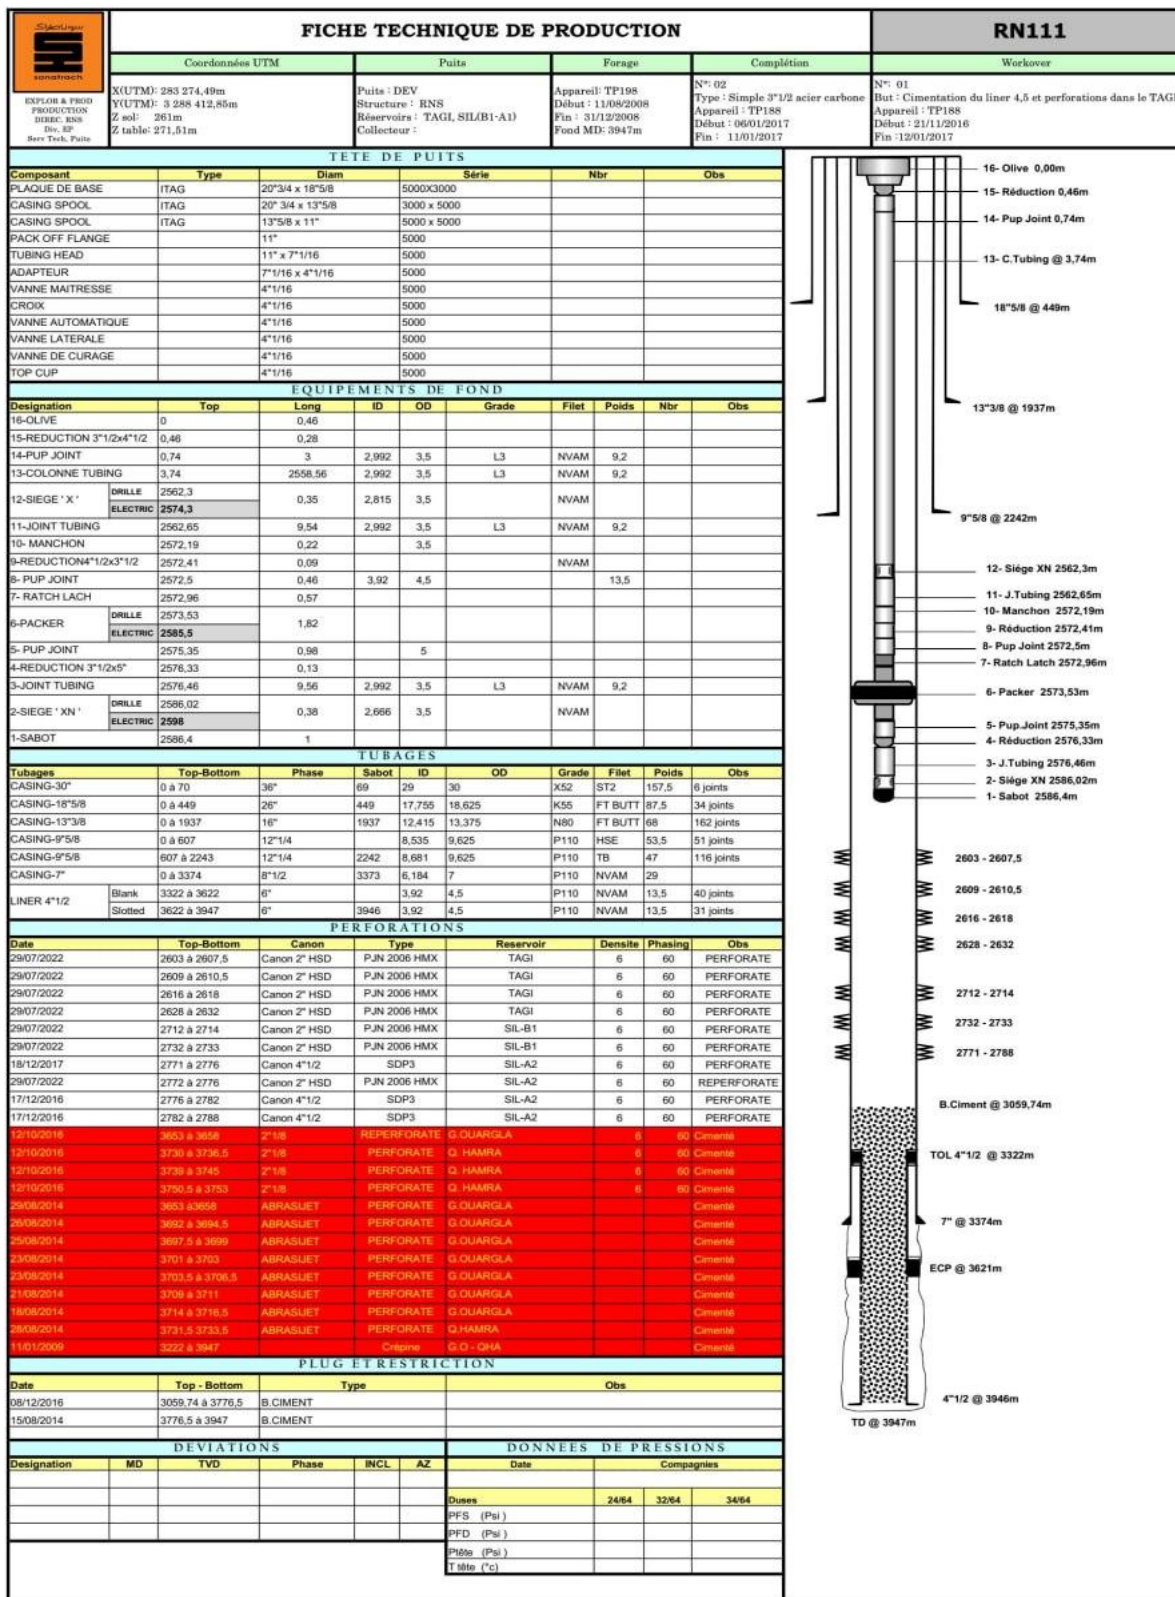 FICHE TECHNIQUE DE PRODUCTION
RN111
sonatrach
EXPLOR & PROD
PRODUCTION
DIREC. RNS
Div. EP
Serv Tech. Puits
Coordonnées UTM Puits Forage Complétion Workover
X(UTM): 283 274,49m
Y(UTM): 3 288 412,85m
Z sol: 261m
Z table: 271,51m
Puits : DEV
Structure : RNS
Réservoirs : TAGI, SIL(B1-A1)
Collecteur :
Appareil: TP198
Début : 11/08/2008
Fin : 31/12/2008
Fond MD: 3947m
N°: 02
Type : Simple 3"1/2 acier carbone
Appareil : TP188
Début : 06/01/2017
Fin : 11/01/2017
N°: 01
But : Cimentation du liner 4,5 et perforations dans le TAGI
Appareil : TP188
Début : 21/11/2016
Fin :12/01/2017
TETE DE PUITS
Composant Type Diam Série Nbr Obs
PLAQUE DE BASE ITAG 20"3/4 x 18"5/8 5000X3000
CASING SPOOL ITAG 20" 3/4 x 13"5/8 3000 x 5000
CASING SPOOL ITAG 13"5/8 x 11" 5000 x 5000
PACK OFF FLANGE 11" 5000
TUBING HEAD 11" x 7"1/16 5000
ADAPTEUR 7"1/16 x 4"1/16 5000
VANNE MAITRESSE 4"1/16 5000
CROIX 4"1/16 5000
VANNE AUTOMATIQUE 4"1/16 5000
VANNE LATERALE 4"1/16 5000
VANNE DE CURAGE 4"1/16 5000
TOP CUP 4"1/16 5000
EQUIPEMENTS DE FOND
Designation Top Long ID OD Grade Filet Poids Nbr Obs
16-OLIVE 0 0,46
15-REDUCTION 3"1/2x4"1/2 0,46 0,28
14-PUP JOINT 0,74 3 2,992 3,5 L3 NVAM 9,2
13-COLONNE TUBING 3,74 2558,56 2,992 3,5 L3 NVAM 9,2
12-SIEGE ' X ' DRILLE 2562,3 0,35 2,815 3,5 NVAM
ELECTRIC 2574,3
11-JOINT TUBING 2562,65 9,54 2,992 3,5 L3 NVAM 9,2
10- MANCHON 2572,19 0,22 3,5
9-REDUCTION4"1/2x3"1/2 2572,41 0,09 NVAM
8- PUP JOINT 2572,5 0,46 3,92 4,5 13,5
7- RATCH LACH 2572,96 0,57
6-PACKER DRILLE 2573,53 1,82
ELECTRIC 2585,5
5- PUP JOINT 2575,35 0,98 5
4-REDUCTION 3"1/2x5" 2576,33 0,13
3-JOINT TUBING 2576,46 9,56 2,992 3,5 L3 NVAM 9,2
2-SIEGE ' XN ' DRILLE 2586,02 0,38 2,666 3,5 NVAM
ELECTRIC 2598
1-SABOT 2586,4 1
TUBAGES
Tubages Top-Bottom Phase Sabot ID OD Grade Filet Poids Obs
CASING-30" 0 à 70 36" 69 29 30 X52 ST2 157,5 6 joints
CASING-18"5/8 0 à 449 26" 449 17,755 18,625 K55 FT BUTT 87,5 34 joints
CASING-13"3/8 0 à 1937 16" 1937 12,415 13,375 N80 FT BUTT 68 162 joints
CASING-9"5/8 0 à 607 12"1/4 8,535 9,625 P110 HSE 53,5 51 joints
CASING-9"5/8 607 à 2243 12"1/4 2242 8,681 9,625 P110 TB 47 116 joints
CASING-7" 0 à 3374 8"1/2 3373 6,184 7 P110 NVAM 29
LINER 4"1/2 Blank 3322 à 3622 6" 3,92 4,5 P110 NVAM 13,5 40 joints
Slotted 3622 à 3947 6" 3946 3,92 4,5 P110 NVAM 13,5 31 joints
PERFORATIONS
Date Top-Bottom Canon Type Reservoir Densite Phasing Obs
29/07/2022 2603 à 2607,5 Canon 2" HSD PJN 2006 HMX TAGI 6 60 PERFORATE
29/07/2022 2609 à 2610,5 Canon 2" HSD PJN 2006 HMX TAGI 6 60 PERFORATE
29/07/2022 2616 à 2618 Canon 2" HSD PJN 2006 HMX TAGI 6 60 PERFORATE
29/07/2022 2628 à 2632 Canon 2" HSD PJN 2006 HMX TAGI 6 60 PERFORATE
29/07/2022 2712 à 2714 Canon 2" HSD PJN 2006 HMX SIL-B1 6 60 PERFORATE
29/07/2022 2732 à 2733 Canon 2" HSD PJN 2006 HMX SIL-B1 6 60 PERFORATE
18/12/2017 2771 à 2776 Canon 4"1/2 SDP3 SIL-A2 6 60 PERFORATE
29/07/2022 2772 à 2776 Canon 2" HSD PJN 2006 HMX SIL-A2 6 60 REPERFORATE
17/12/2016 2776 à 2782 Canon 4"1/2 SDP3 SIL-A2 6 60 PERFORATE
17/12/2016 2782 à 2788 Canon 4"1/2 SDP3 SIL-A2 6 60 PERFORATE
12/10/2016 3653 à 3658 2"1/8 REPERFORATE G.OUARGLA 6 60 Cimenté
12/10/2016 3730 à 3736,5 2"1/8 PERFORATE Q. HAMRA 6 60 Cimenté
12/10/2016 3739 à 3745 2"1/8 PERFORATE Q. HAMRA 6 60 Cimenté
12/10/2016 3750,5 à 3753 2"1/8 PERFORATE Q. HAMRA 6 60 Cimenté
29/08/2014 3653 à3658 ABRASIJET PERFORATE G.OUARGLA Cimenté
26/08/2014 3692 à 3694,5 ABRASIJET PERFORATE G.OUARGLA Cimenté
25/08/2014 3697,5 à 3699 ABRASIJET PERFORATE G.OUARGLA Cimenté
23/08/2014 3701 à 3703 ABRASIJET PERFORATE G.OUARGLA Cimenté
23/08/2014 3703,5 à 3706,5 ABRASIJET PERFORATE G.OUARGLA Cimenté
21/08/2014 3709 à 3711 ABRASIJET PERFORATE G.OUARGLA Cimenté
18/08/2014 3714 à 3716,5 ABRASIJET PERFORATE G.OUARGLA Cimenté
28/08/2014 3731,5 3733,5 ABRASIJET PERFORATE Q.HAMRA Cimenté
11/01/2009 3222 à 3947 Crépine G.O - QHA Cimenté
PLUG ET RESTRICTION
Date Top - Bottom Type Obs
08/12/2016 3059,74 à 3776,5 B.CIMENT
15/08/2014 3776,5 à 3947 B.CIMENT
DEVIATIONS
Designation MD TVD Phase INCL AZ
DONNEES DE PRESSIONS
Date Compagnies
Duses 24/64 32/64 34/64
PFS (Psi )
PFD (Psi )
Ptête (Psi )
T tête (°c)
16- Olive 0,00m
15- Réduction 0,46m
14- Pup Joint 0,74m
13- C.Tubing @ 3,74m
18"5/8 @ 449m
13"3/8 @ 1937m
9"5/8 @ 2242m
12- Siége XN 2562,3m
11- J.Tubing 2562,65m
10- Manchon 2572,19m
9- Réduction 2572,41m
8- Pup Joint 2572,5m
7- Ratch Latch 2572,96m
6- Packer 2573,53m
5- Pup.Joint 2575,35m
4- Réduction 2576,33m
3- J.Tubing 2576,46m
2- Siége XN 2586,02m
1- Sabot 2586,4m
2603 - 2607,5
2609 - 2610,5
2616 - 2618
2628 - 2632
2712 - 2714
2732 - 2733
2771 - 2788
B.Ciment @ 3059,74m
TOL 4"1/2 @ 3322m
7" @ 3374m
ECP @ 3621m
4"1/2 @ 3946m
TD @ 3947m